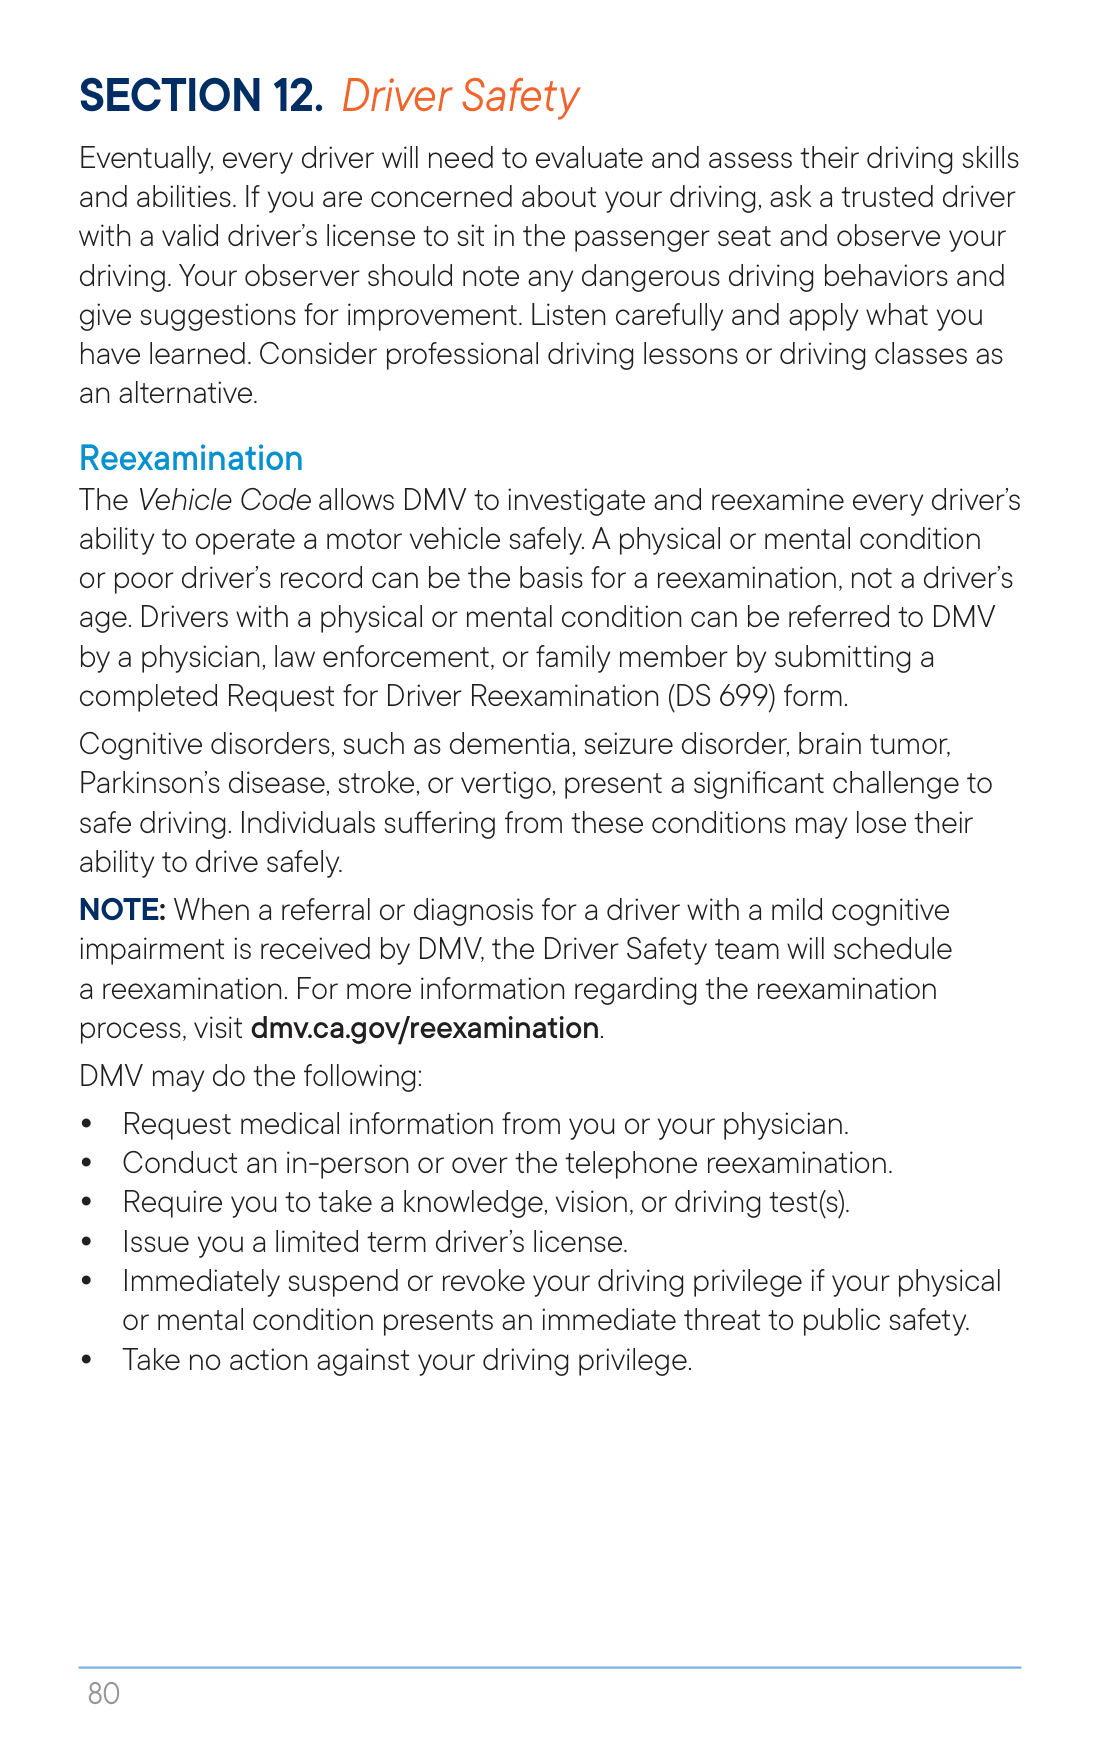 SECTION 12. Driver Safety
Eventually, every driver will need to evaluate and assess their driving skills
and abilities. If you are concerned about your driving, ask a trusted driver
with a valid driver’s license to sit in the passenger seat and observe your
driving. Your observer should note any dangerous driving behaviors and
give suggestions for improvement. Listen carefully and apply what you
have learned. Consider professional driving lessons or driving classes as
an alternative.
Reexamination
The Vehicle Code allows DMV to investigate and reexamine every driver’s
ability to operate a motor vehicle safely. A physical or mental condition
or poor driver’s record can be the basis for a reexamination, not a driver’s
age. Drivers with a physical or mental condition can be referred to DMV
by a physician, law enforcement, or family member by submitting a
completed Request for Driver Reexamination (DS 699) form.
Cognitive disorders, such as dementia, seizure disorder, brain tumor,
Parkinson’s disease, stroke, or vertigo, present a significant challenge to
safe driving. Individuals suffering from these conditions may lose their
ability to drive safely.
NOTE: When a referral or diagnosis for a driver with a mild cognitive
impairment is received by DMV, the Driver Safety team will schedule
a reexamination. For more information regarding the reexamination
process, visit dmv.ca.gov/reexamination.
DMV may do the following:
• Request medical information from you or your physician.
• Conduct an in-person or over the telephone reexamination.
• Require you to take a knowledge, vision, or driving test(s).
• Issue you a limited term driver’s license.
• Immediately suspend or revoke your driving privilege if your physical
or mental condition presents an immediate threat to public safety.
• Take no action against your driving privilege.
80